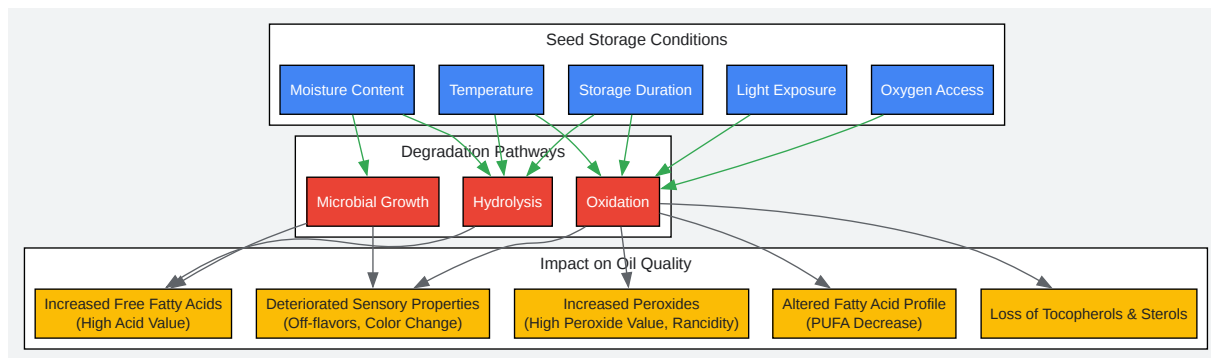 Seed Storage Conditions
Moisture Content
Temperature
Storage Duration
Light Exposure
Oxygen Access
Degradation Pathways
Microbial Growth
Hydrolysis
Oxidation
Impact on Oil Quality
Increased Free Fatty Acids
(High Acid Value)
Deteriorated Sensory Properties
(Off-flavors, Color Change)
Increased Peroxides
(High Peroxide Value, Rancidity)
Altered Fatty Acid Profile
(PUFA Decrease)
Loss of Tocopherols & Sterols